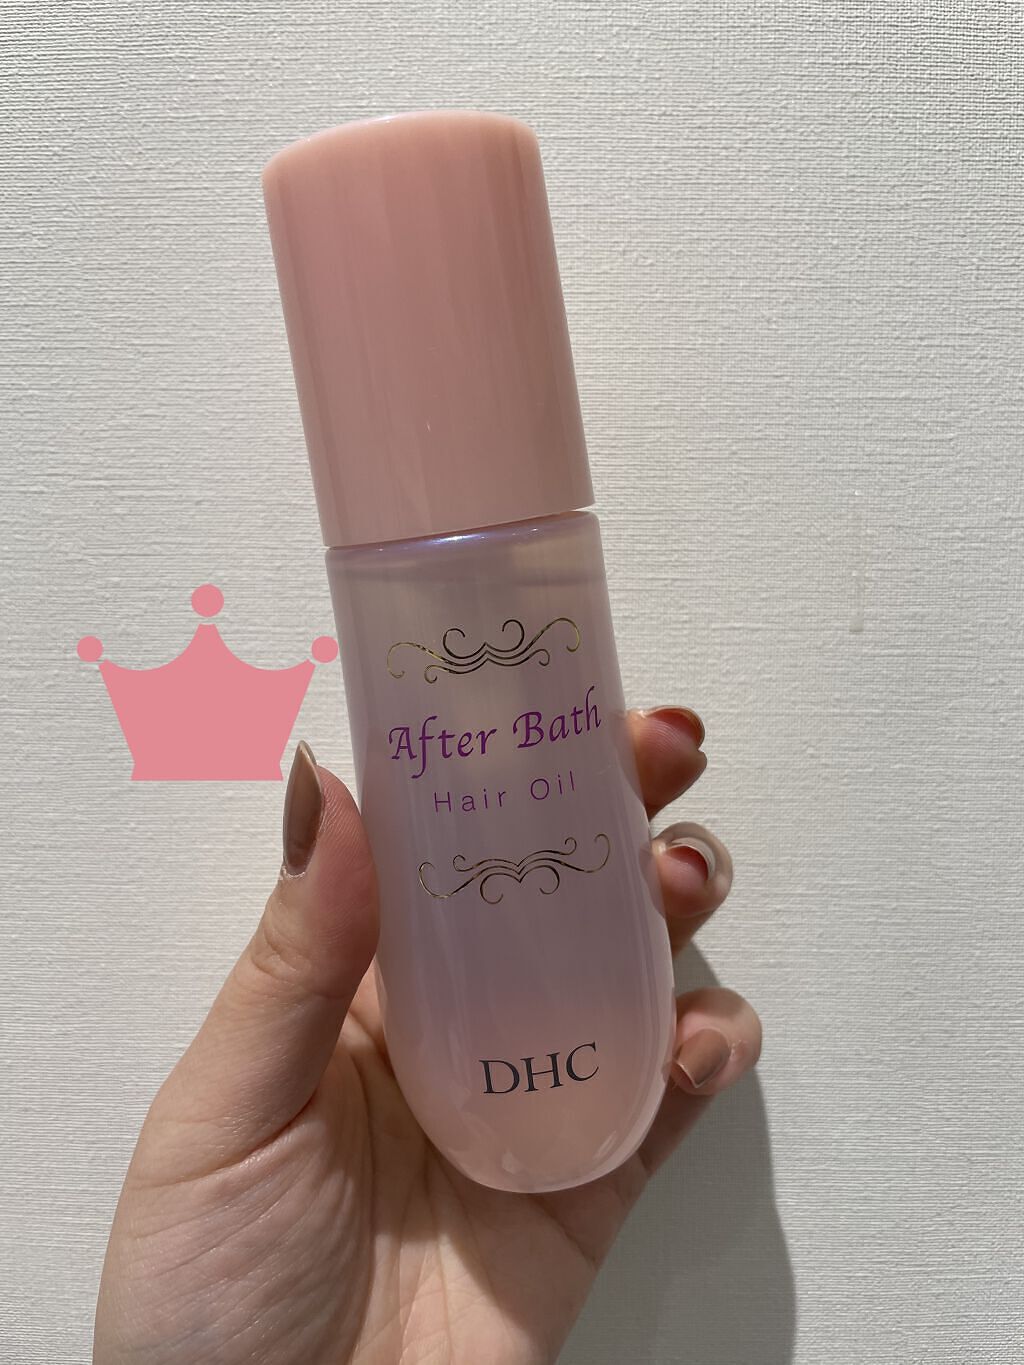 After Bath
Hair Oil
DHC